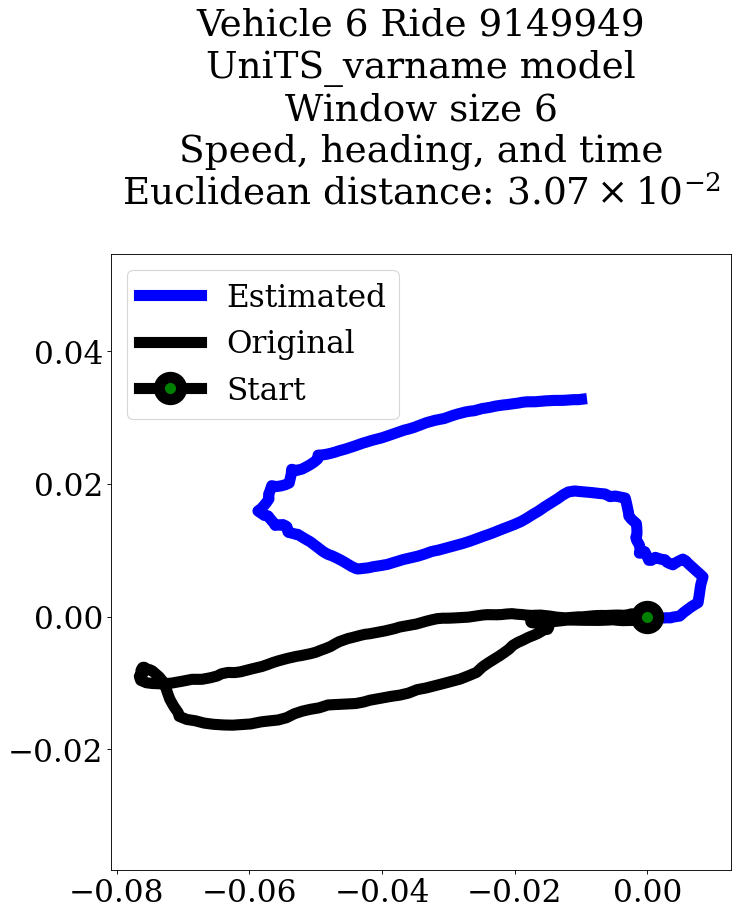 Vehicle 6 Ride 9149949
UniTS_varname model
Window size 6
Speed, heading, and time
Euclidean distance: 3.07 × 10⁻²
Estimated
Original
Start
0.04
0.02
0.00
−0.02
−0.08 −0.06 −0.04 −0.02 0.00